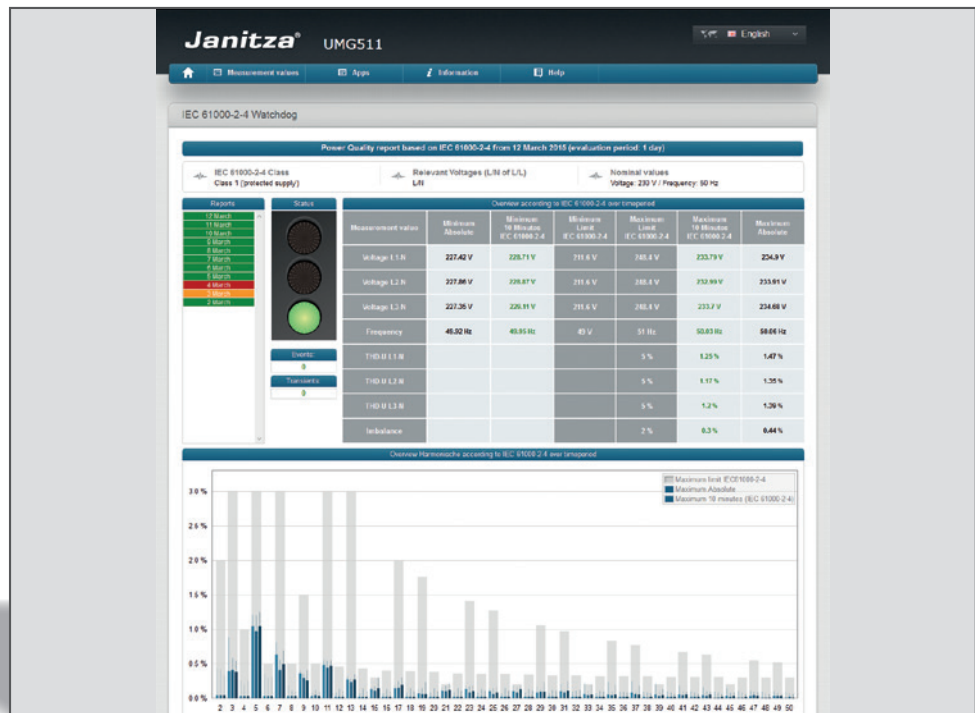 Janitza® UMG511
English
Measurement values Apps Information Help
IEC 61000-2-4 Watchdog
Power Quality report based on IEC 61000-2-4 from 12 March 2015 (evaluation period: 1 day)
IEC 61000-2-4 Class
Class 1 (protected supply)
Relevant Voltages (L/N of L/L)
L/N
Nominal values
Voltage: 230 V / Frequency: 50 Hz
Reports
12 March
11 March
10 March
9 March
8 March
7 March
6 March
5 March
4 March
3 March
2 March
Status
Events:
0
Transients:
0
Overview according to IEC 61000-2-4 over timeperiod
Measurement value Minimum Absolute Minimum 10 Minutes IEC 61000-2-4 Minimum Limit IEC 61000-2-4 Maximum Limit IEC 61000-2-4 Maximum 10 Minutes IEC 61000-2-4 Maximum Absolute
Voltage L1-N 227.42 V 228.71 V 211.6 V 248.4 V 233.79 V 234.9 V
Voltage L2-N 227.86 V 211.6 V 248.4 V 232.99 V 233.91 V
Voltage L3-N 227.35 V 211.6 V 248.4 V 233.7 V 234.68 V
Frequency 49.92 Hz 49.95 Hz 49 V 51 Hz 50.03 Hz 50.06 Hz
THD-U L1-N 5 % 1.25 % 1.47 %
THD-U L2-N 5 % 1.17 % 1.35 %
THD-U L3-N 5 % 1.2 % 1.39 %
Imbalance 2 % 0.3 % 0.44 %
Overview Harmonische according to IEC 61000-2-4 over timeperiod
Maximum limit IEC61000-2-4
Maximum Absolute
Maximum 10 minutes (IEC 61000-2-4)
3.0 %
2.5 %
2.0 %
1.5 %
1.0 %
0.5 %
0.0 %
2 3 4 5 6 7 8 9 10 11 12 13 14 15 16 17 18 19 20 21 22 23 24 25 26 27 28 29 30 31 32 33 34 35 36 37 38 39 40 41 42 43 44 45 46 47 48 49 50